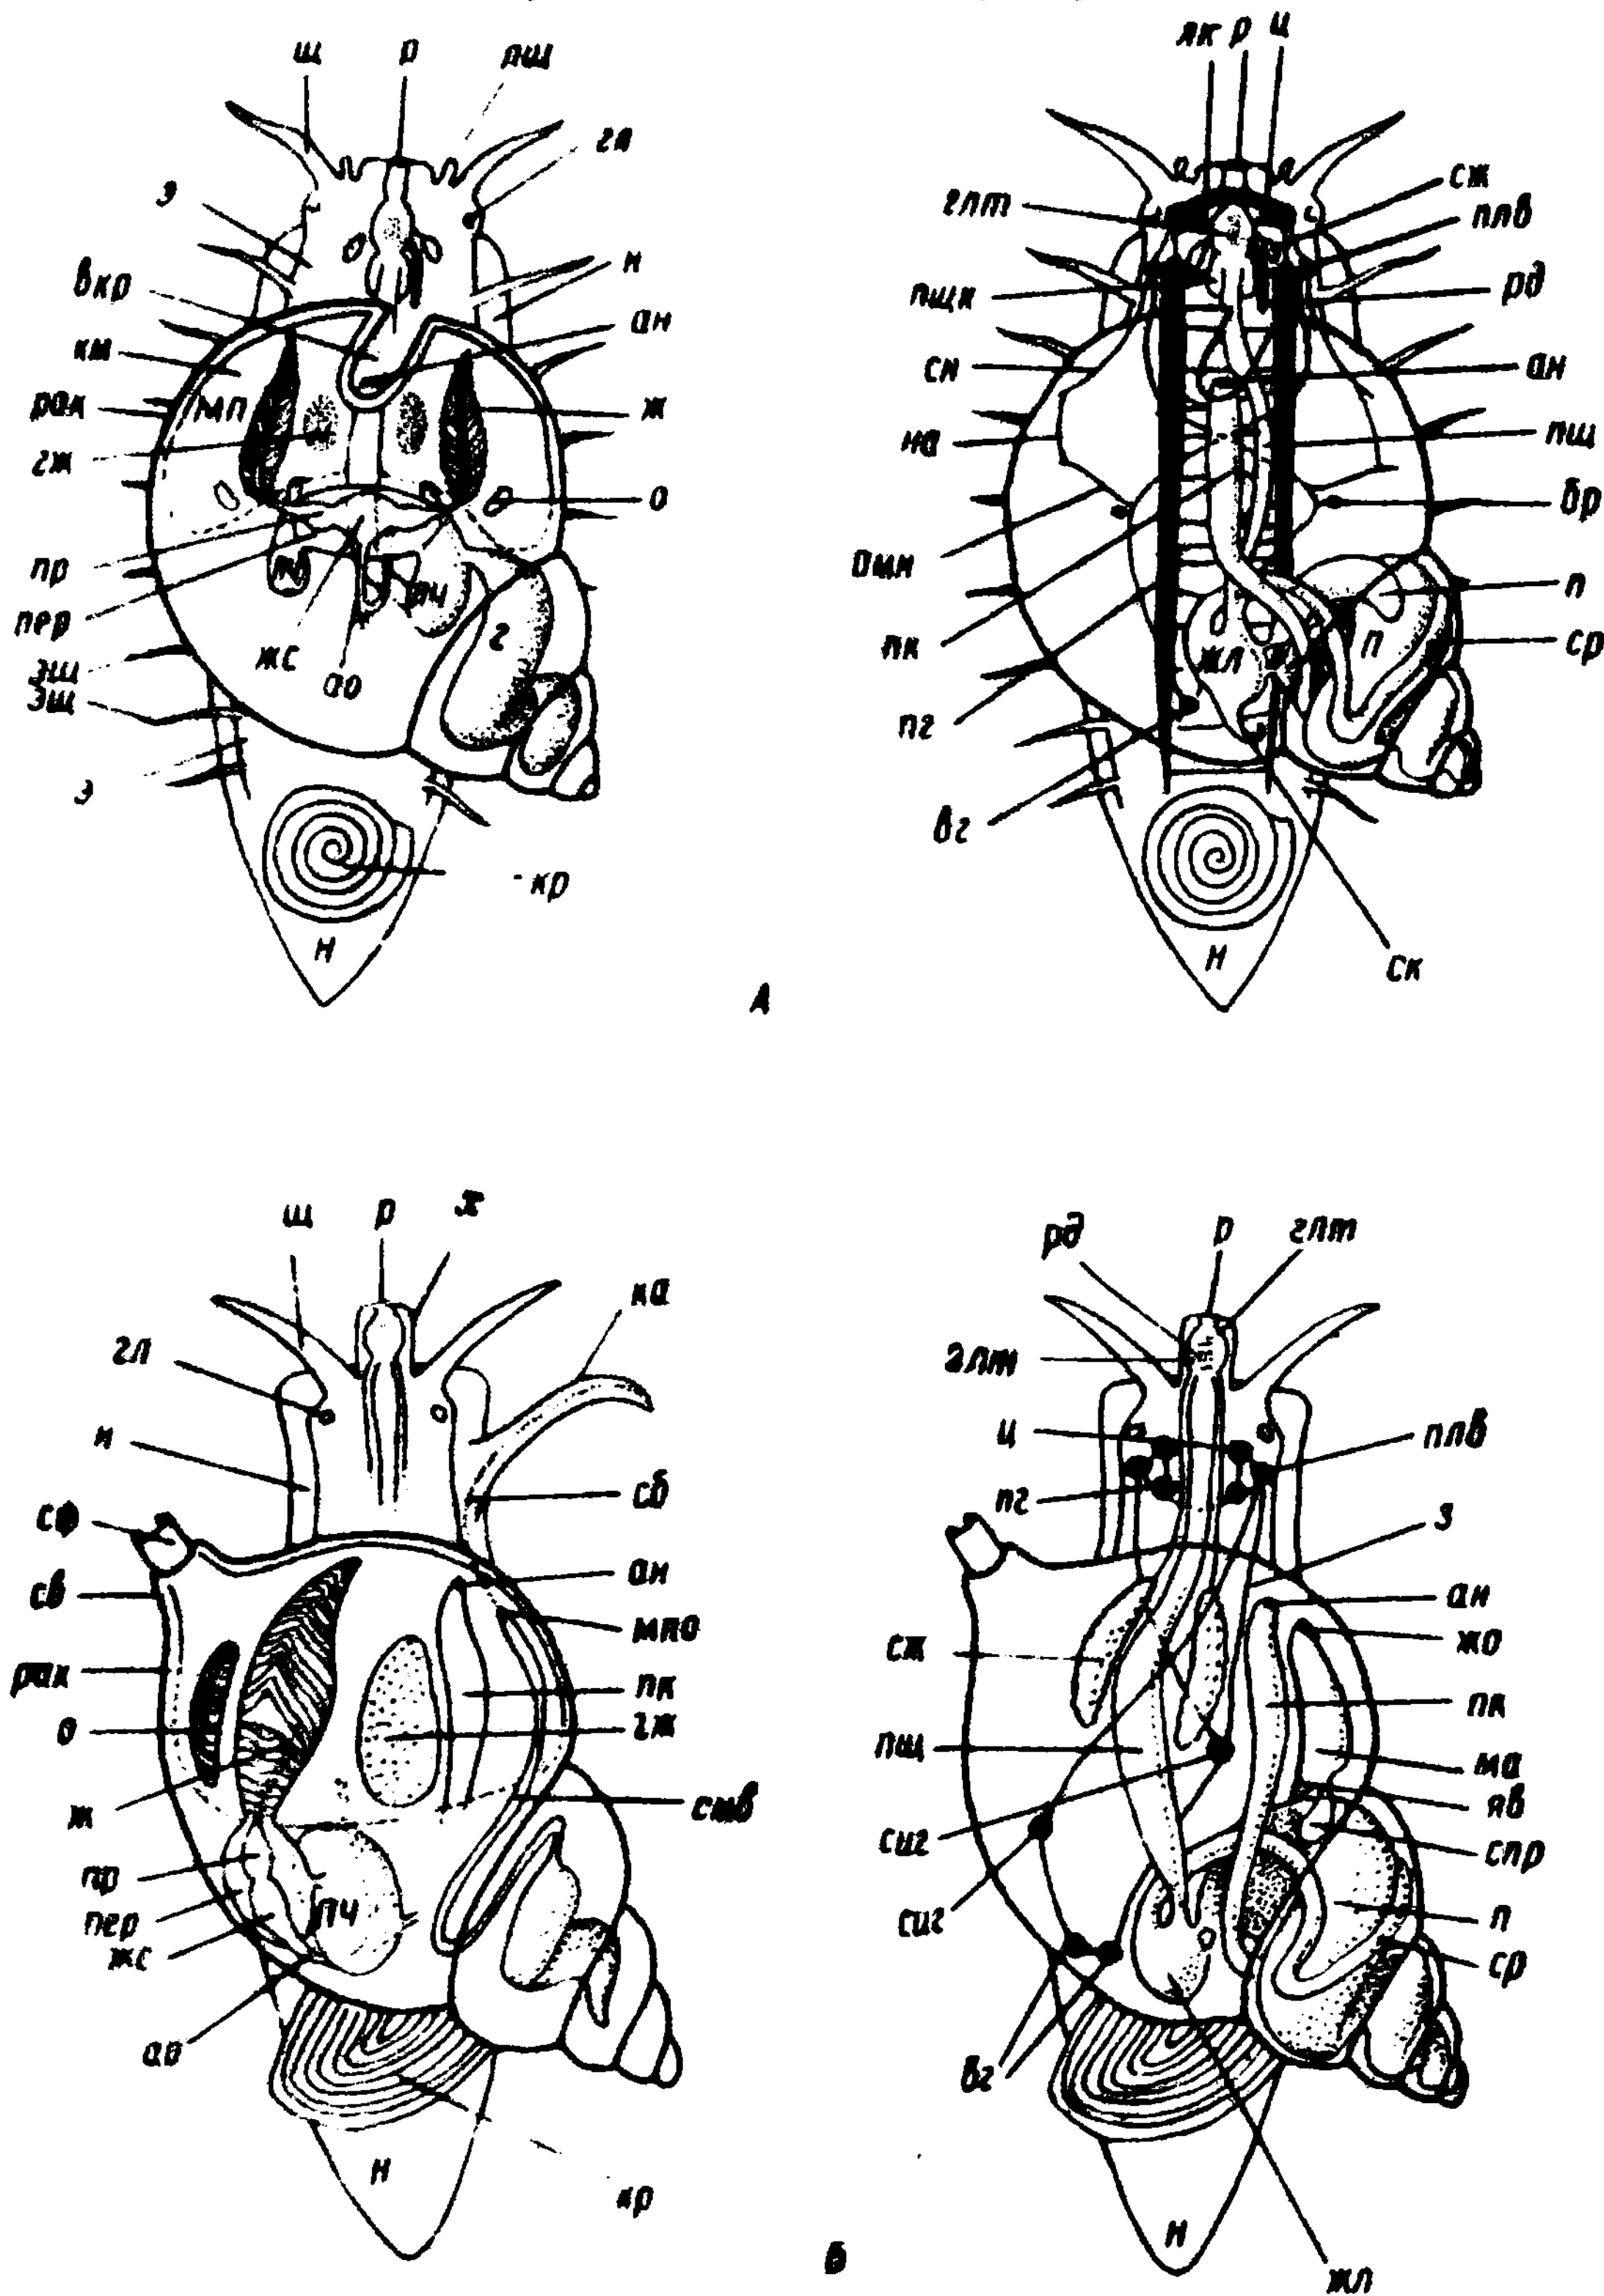 щ р пщ
гл
э
н
вкр
ан
км
рак
мп
ж
гж
о
пр
пч
пер
г
жс
ао
эщ
эщ
э
кр
н
як р ц
сж
глт
плв
пщк
рд
сн
ан
на
пщ
бр
омн
п
пк
жл
п
ср
пг
вг
ск
н
А
щ р х
ка
гл
н
сб
сф
ан
св
мпо
рак
пк
о
гж
ж
смв
пр
пч
пер
жс
ао
н
кр
рд р глт
глт
ц
плв
пг
з
ан
сж
жо
пк
пщ
ма
яв
сиг
спр
сиг
п
ср
вг
н
жл
Б